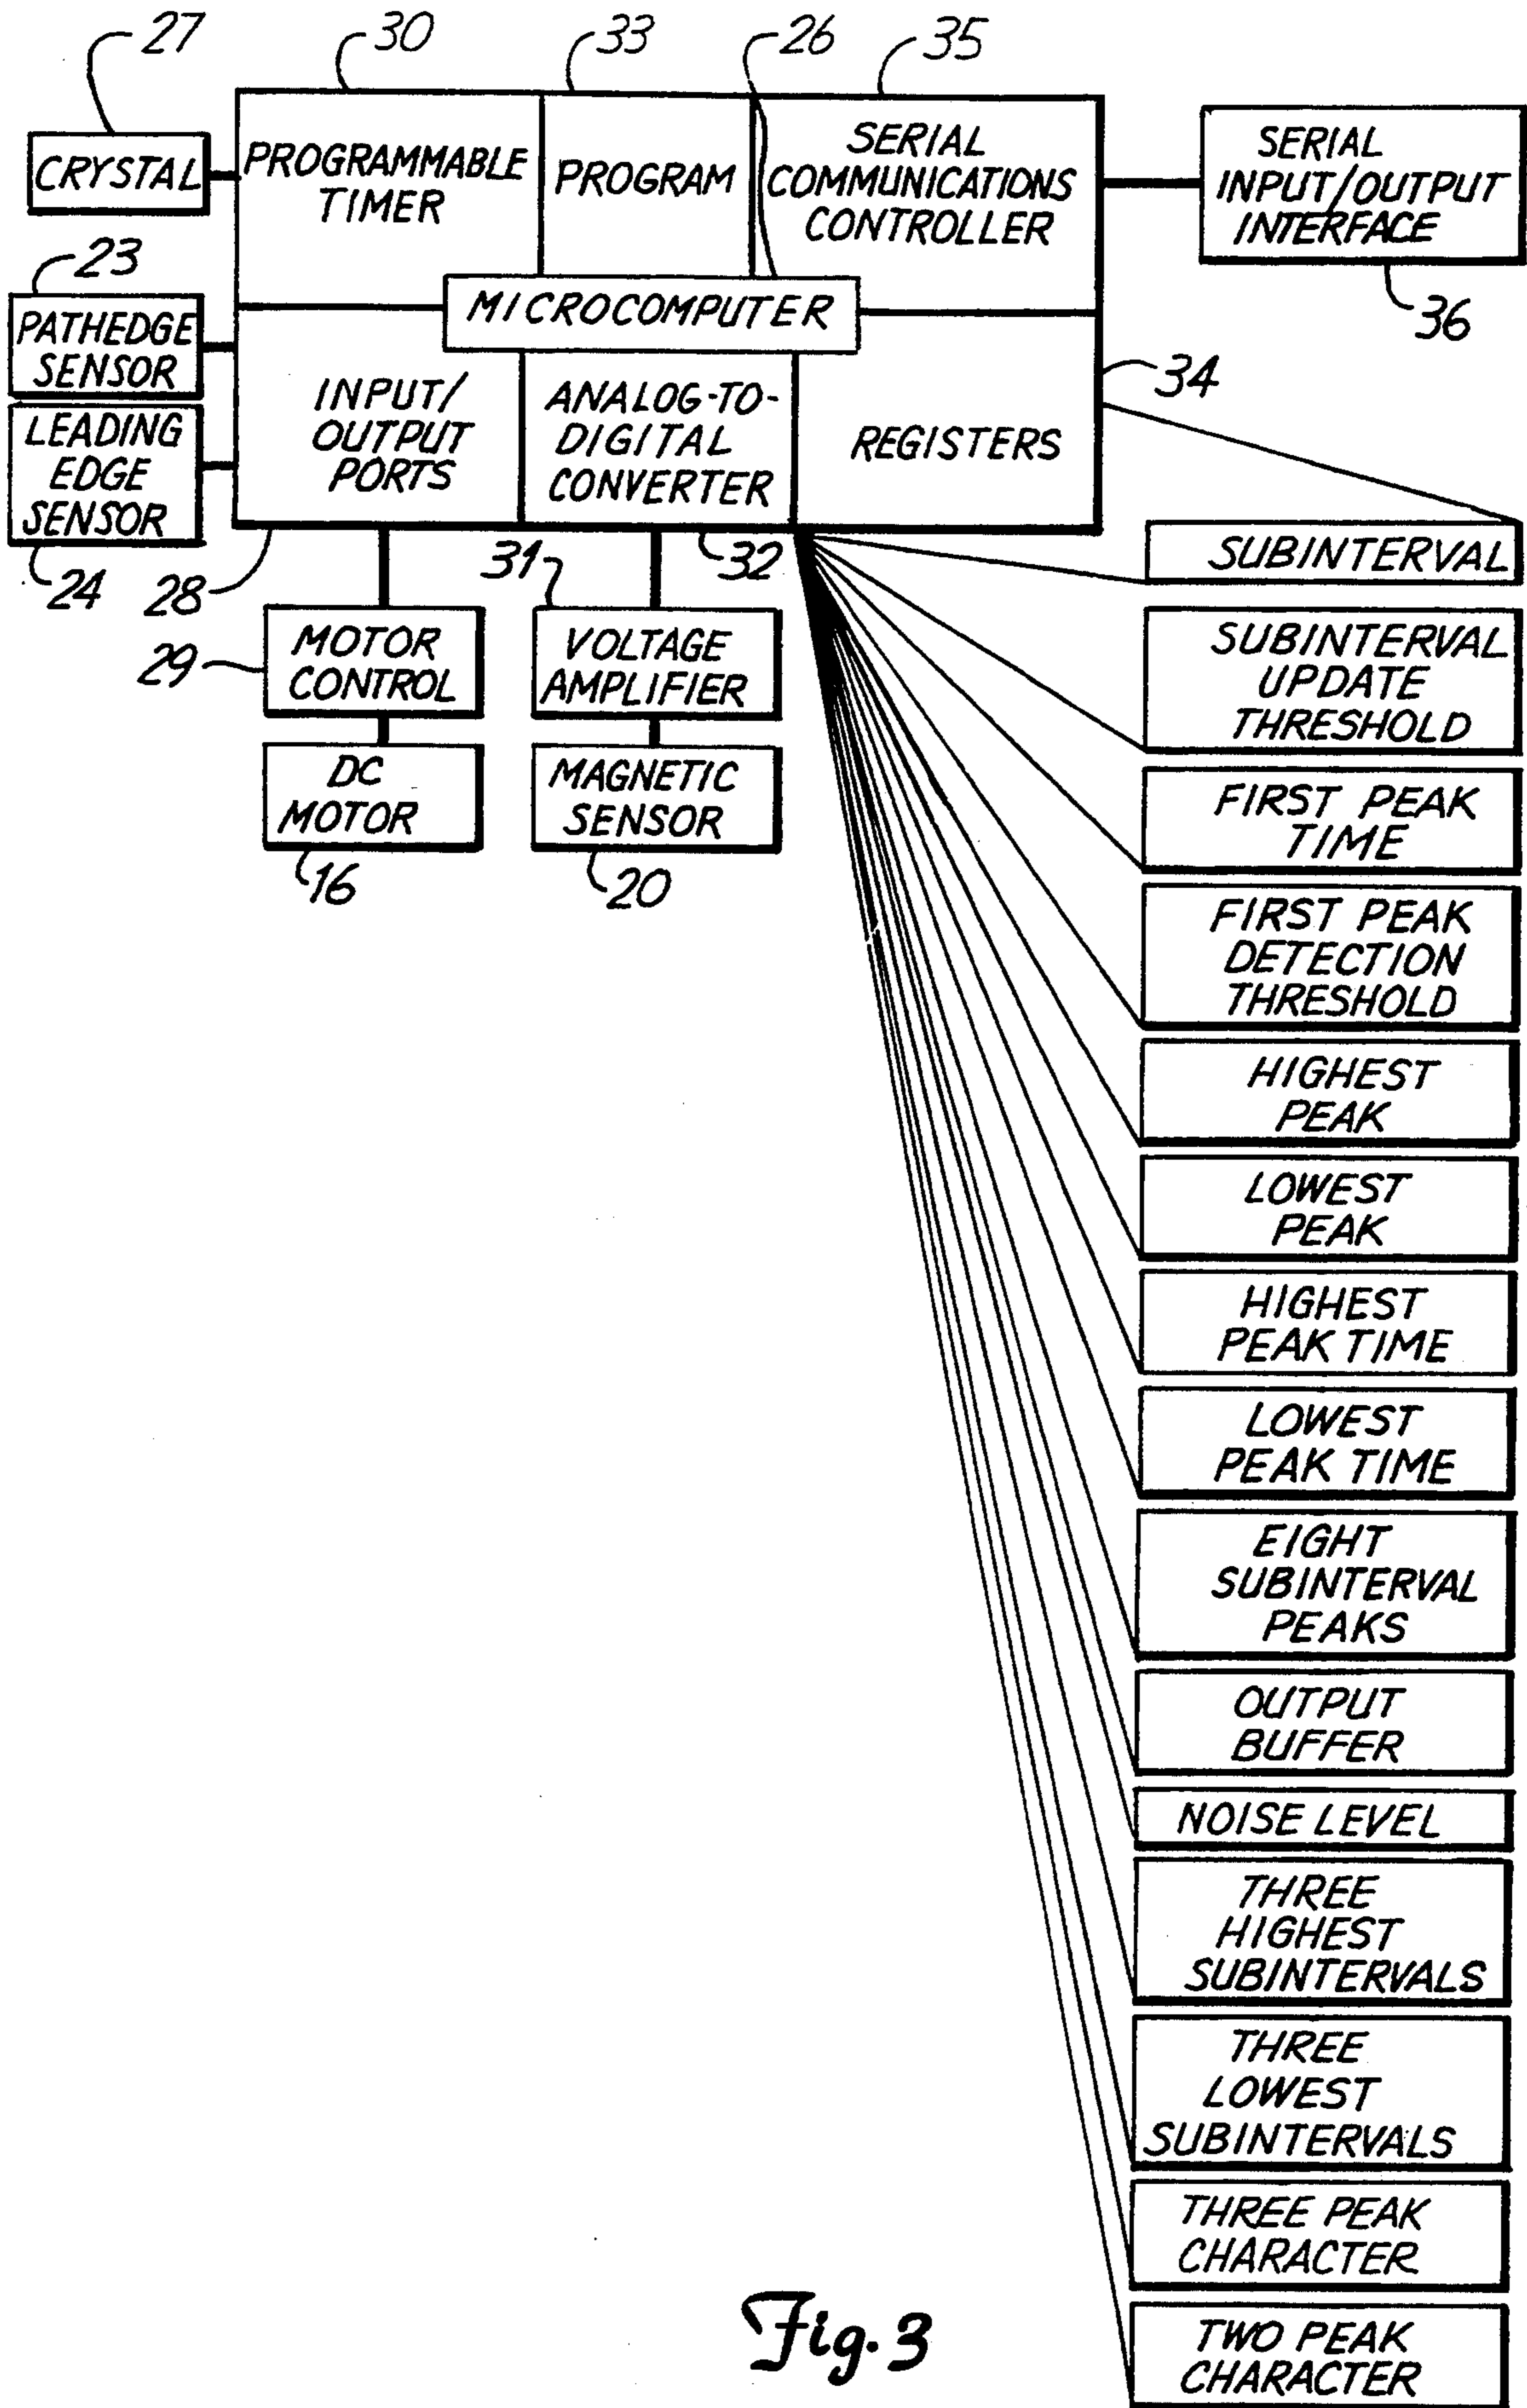 27
30
33
26
35
CRYSTAL
PROGRAMMABLE
TIMER
PROGRAM
SERIAL
COMMUNICATIONS
CONTROLLER
SERIAL
INPUT/OUTPUT
INTERFACE
36
23
PATHEDGE
SENSOR
MICROCOMPUTER
LEADING
EDGE
SENSOR
24
INPUT/
OUTPUT
PORTS
28
ANALOG-TO-
DIGITAL
CONVERTER
32
REGISTERS
34
31
29
MOTOR
CONTROL
VOLTAGE
AMPLIFIER
DC
MOTOR
16
MAGNETIC
SENSOR
20
SUBINTERVAL
SUBINTERVAL
UPDATE
THRESHOLD
FIRST PEAK
TIME
FIRST PEAK
DETECTION
THRESHOLD
HIGHEST
PEAK
LOWEST
PEAK
HIGHEST
PEAK TIME
LOWEST
PEAK TIME
EIGHT
SUBINTERVAL
PEAKS
OUTPUT
BUFFER
NOISE LEVEL
THREE
HIGHEST
SUBINTERVALS
THREE
LOWEST
SUBINTERVALS
THREE PEAK
CHARACTER
TWO PEAK
CHARACTER
Fig. 3